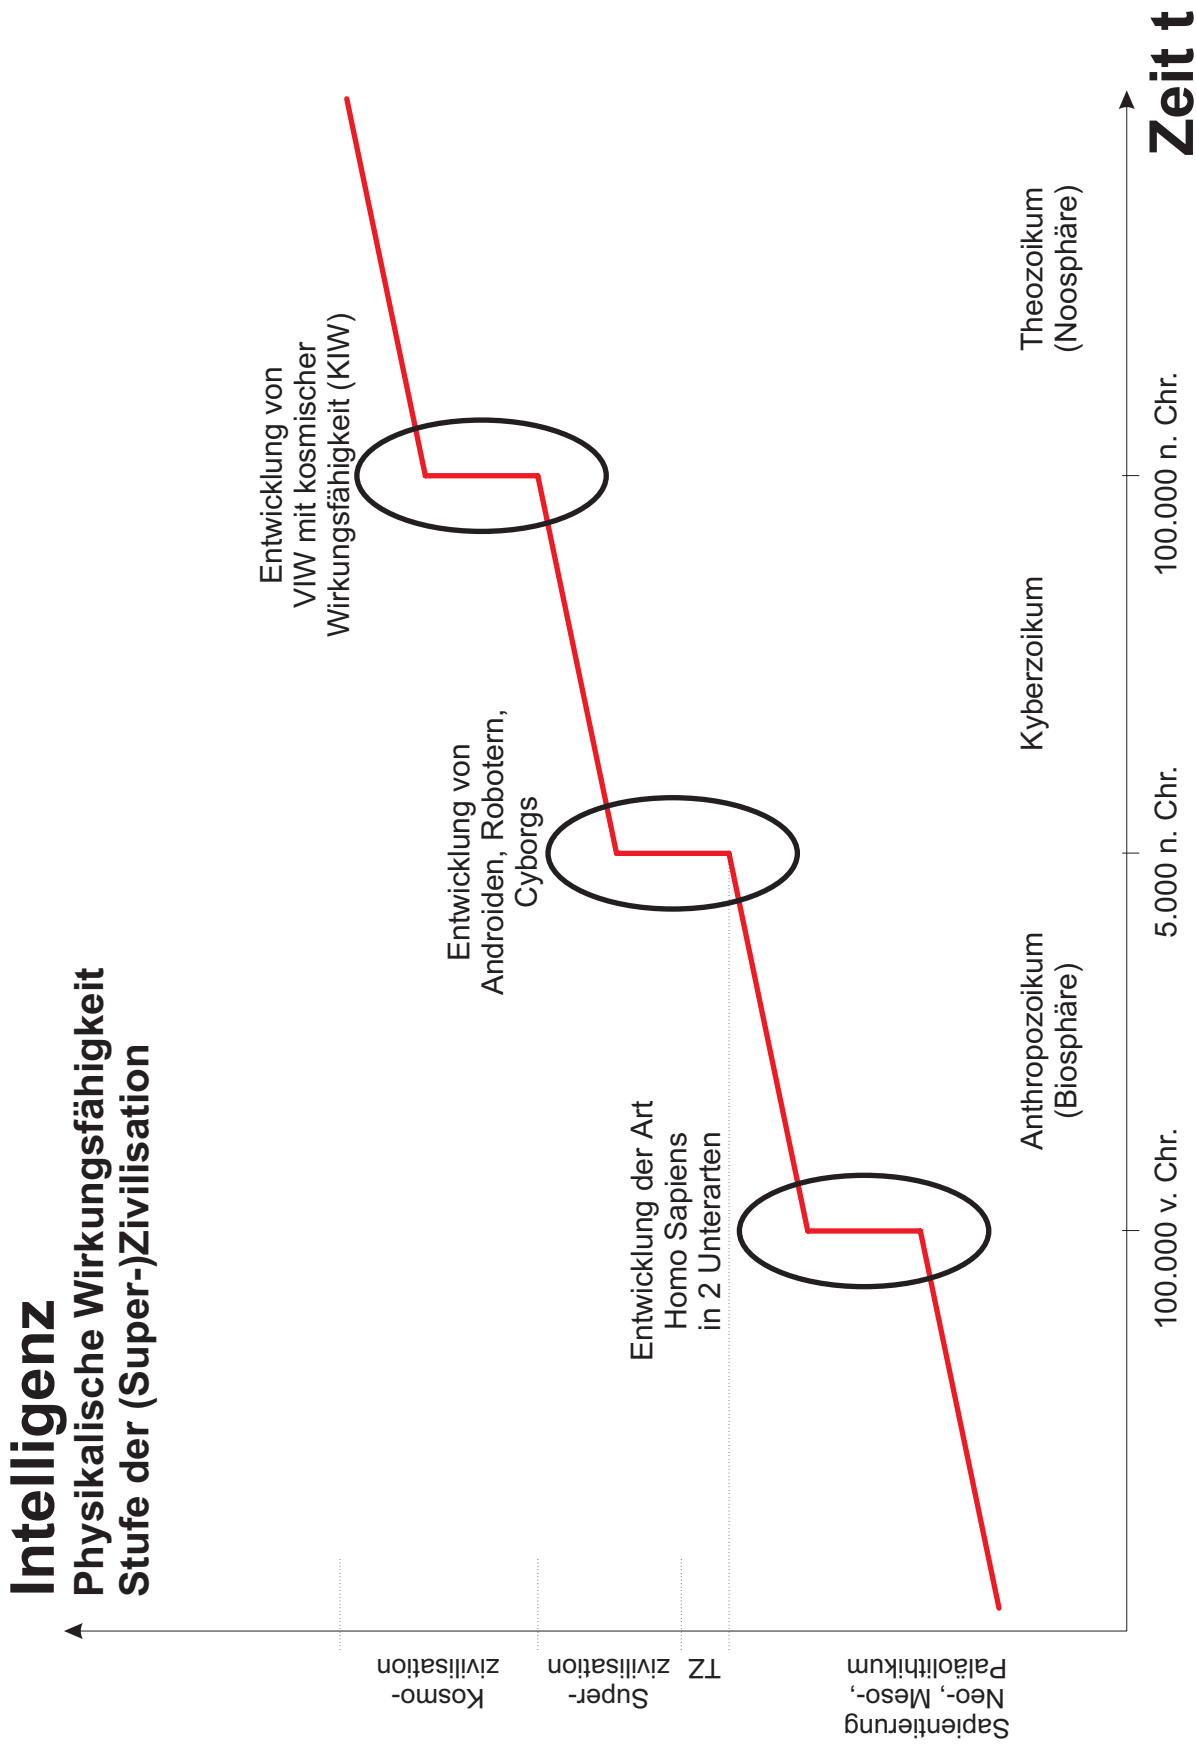 Intelligenz
Physikalische Wirkungsfähigkeit
Stufe der (Super-)Zivilisation
Kosmo-
zivilisation
Super-
zivilisation
TZ
Sapientierung
Neo-, Meso-,
Paläolithikum
Entwicklung von
VIW mit kosmischer
Wirkungsfähigkeit (KIW)
Entwicklung von
Androiden, Robotern,
Cyborgs
Entwicklung der Art
Homo Sapiens
in 2 Unterarten
Anthropozoikum
(Biosphäre)
Kyberzoikum
Theozoikum
(Noosphäre)
100.000 v. Chr.
5.000 n. Chr.
100.000 n. Chr.
Zeit t